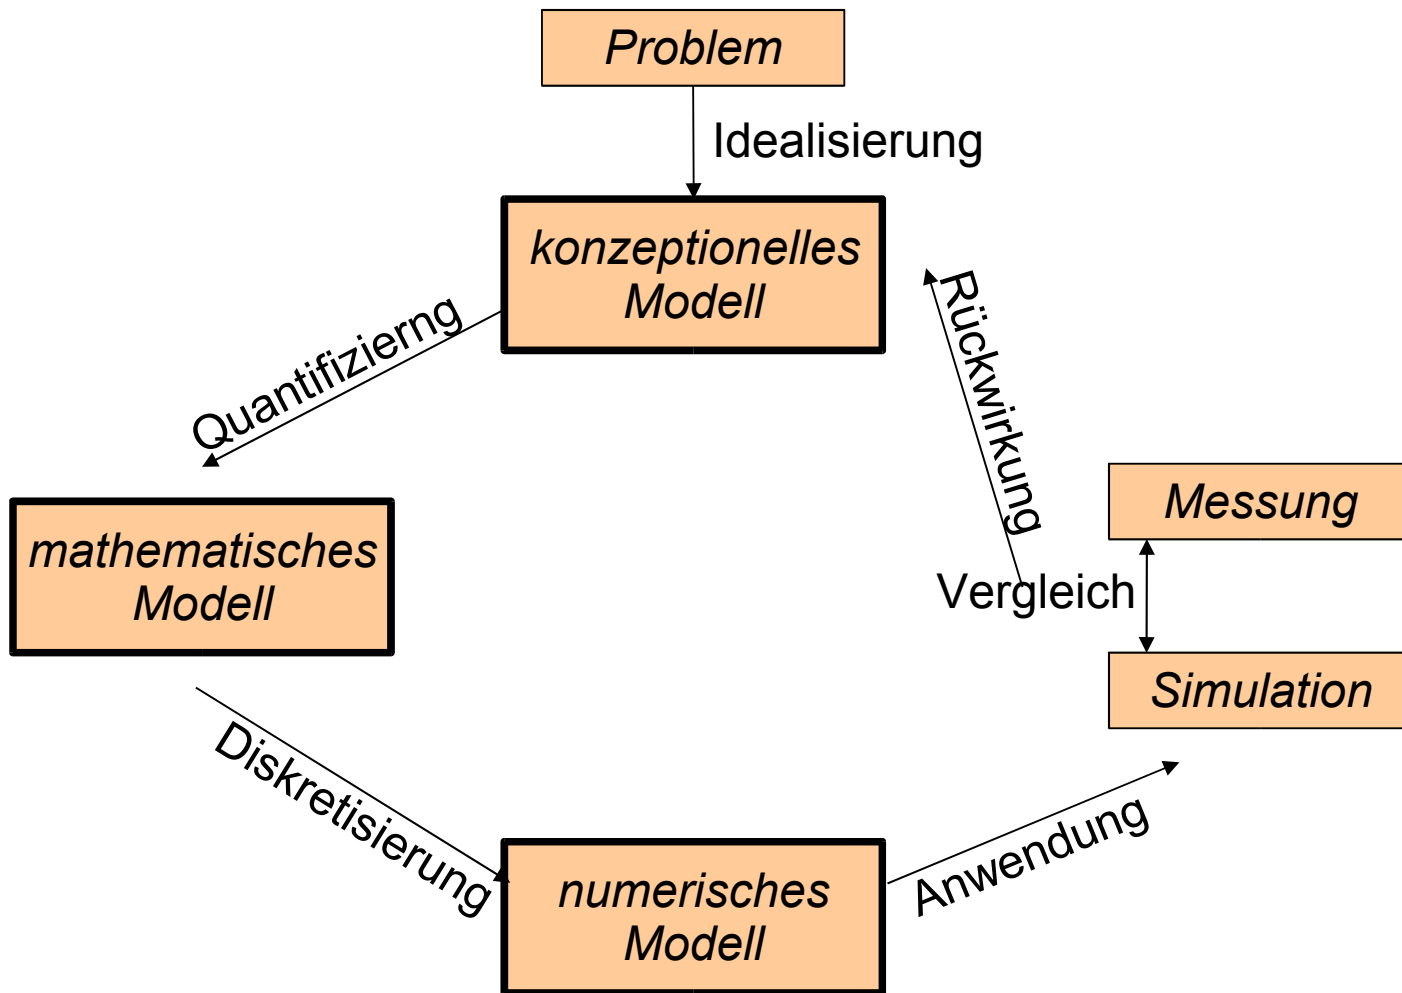 Problem
Idealisierung
konzeptionelles
Modell
Quantifizierng
Rückwirkung
mathematisches
Modell
Messung
Vergleich
Simulation
Diskretisierung
Anwendung
numerisches
Modell